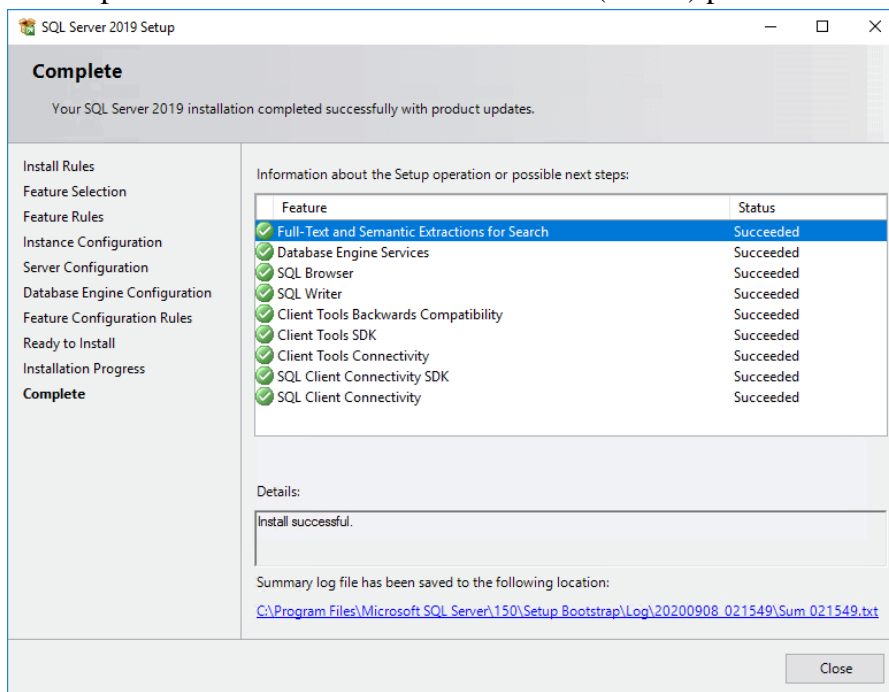 SQL Server 2019 Setup
Complete
Your SQL Server 2019 installation completed successfully with product updates.
Install Rules
Feature Selection
Feature Rules
Instance Configuration
Server Configuration
Database Engine Configuration
Feature Configuration Rules
Ready to Install
Installation Progress
Complete
Information about the Setup operation or possible next steps:
Feature Status
Full-Text and Semantic Extractions for Search Succeeded
Database Engine Services Succeeded
SQL Browser Succeeded
SQL Writer Succeeded
Client Tools Backwards Compatibility Succeeded
Client Tools SDK Succeeded
Client Tools Connectivity Succeeded
SQL Client Connectivity SDK Succeeded
SQL Client Connectivity Succeeded
Details:
Install successful.
Summary log file has been saved to the following location:
C:\Program Files\Microsoft SQL Server\150\Setup Bootstrap\Log\20200908_021549\Sum 021549.txt
Close